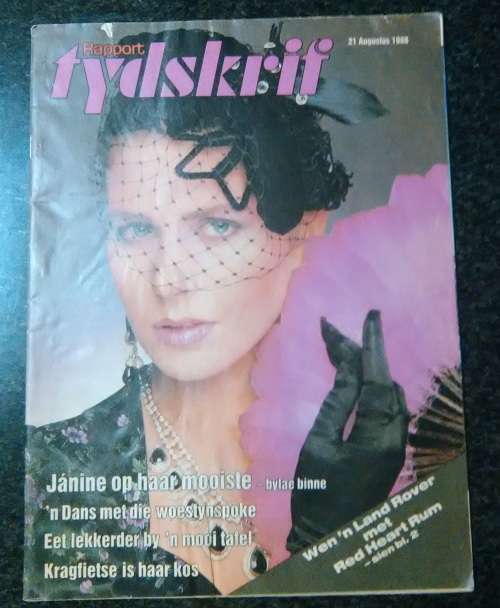 Rapport
tydskrif
21 Augustus 1988
Jánine op haar mooiste - bylae binne
'n Dans met die woestynspoke
Eet lekkerder by 'n mooi tafel
Kragfietse is haar kos
Wen 'n Land Rover
met
Red Heart Rum
- sien bl. 2